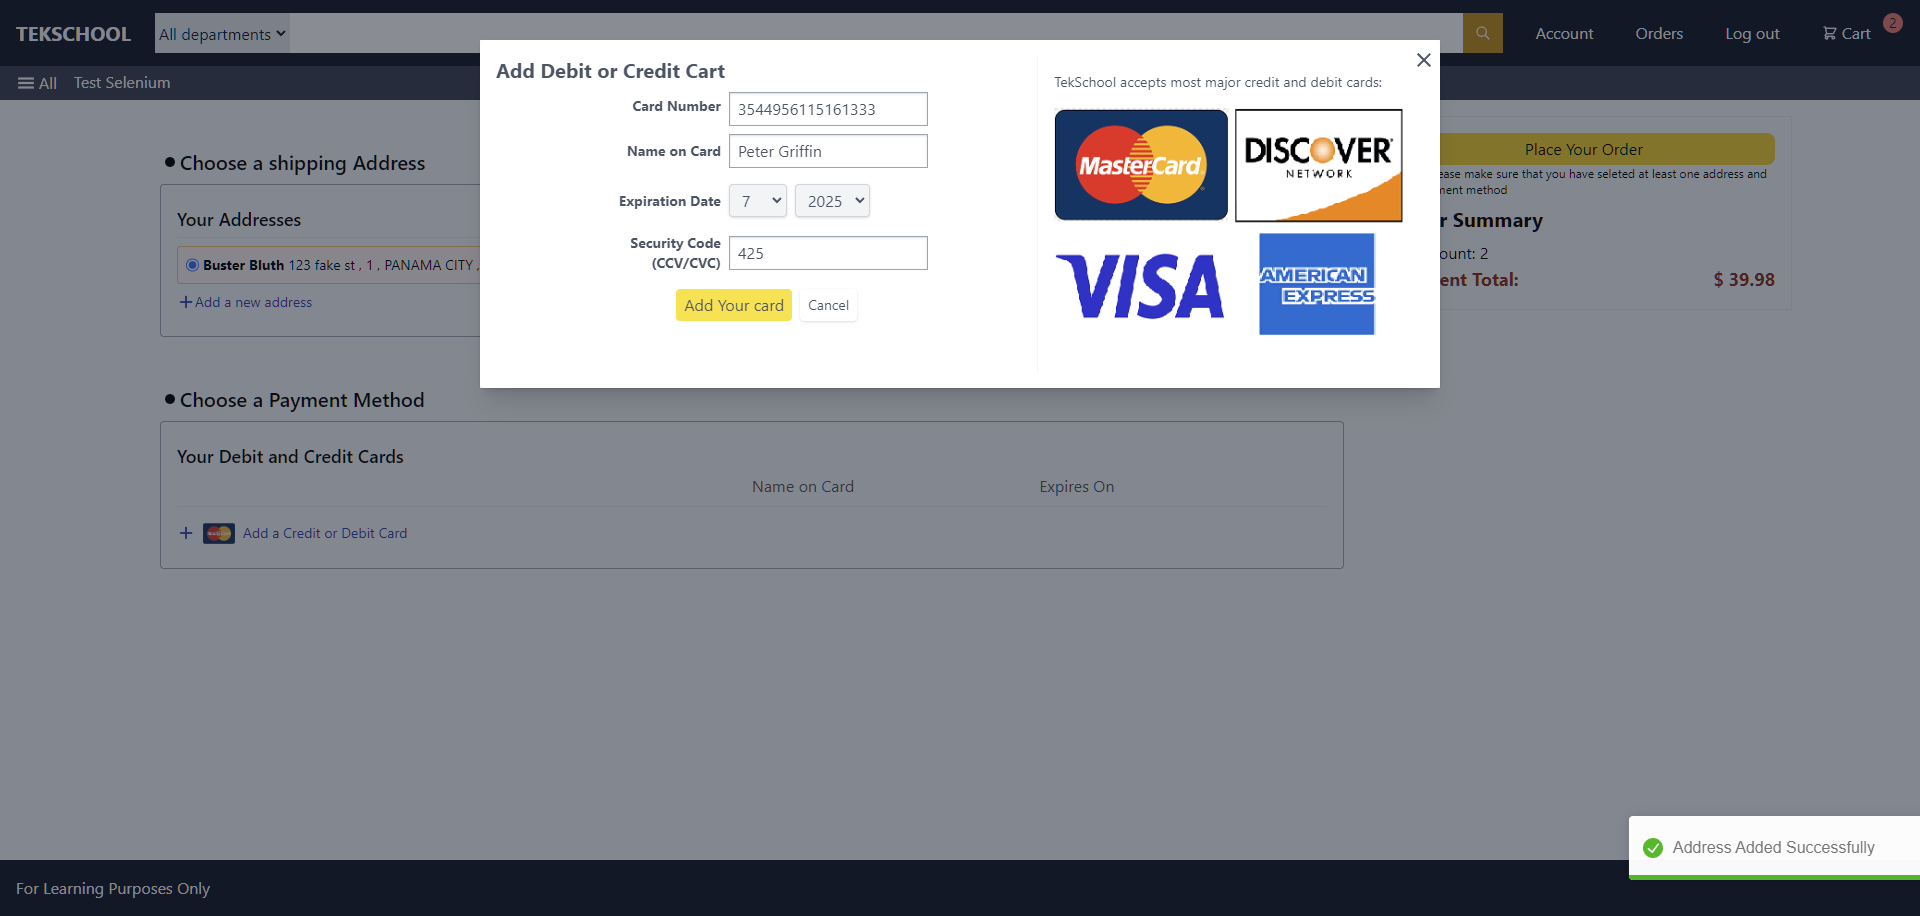 TEKSCHOOL
All departments
Account
Orders
Log out
Cart
2
All
Test Selenium
Add Debit or Credit Cart
Card Number
3544956115161333
Name on Card
Peter Griffin
Expiration Date
7
2025
Security Code
(CCV/CVC)
425
Add Your card
Cancel
TekSchool accepts most major credit and debit cards:
MasterCard
DISCOVER
NETWORK
VISA
AMERICAN
EXPRESS
Choose a shipping Address
Your Addresses
Buster Bluth 123 fake st , 1 , PANAMA CITY ,
Add a new address
Place Your Order
ease make sure that you have seleted at least one address and
ment method
r Summary
ount: 2
ent Total:
$ 39.98
Choose a Payment Method
Your Debit and Credit Cards
Name on Card
Expires On
Add a Credit or Debit Card
Address Added Successfully
For Learning Purposes Only